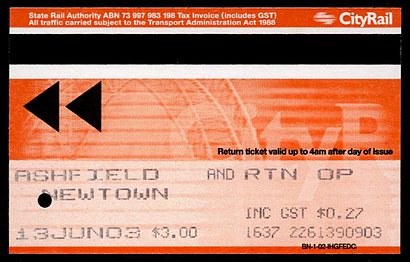 State Rail Authority ABN 73 997 983 198 Tax Invoice (includes GST)
All traffic carried subject to the Transport Administration Act 1988
CityRail
CityR
Return ticket valid up to 4am after day of issue
ASHFIELD AND RTN OP
NEWTOWN
INC GST $0.27
13JUN03 $3.00 1637 2261390903
BN-1-02-IHGFEDC